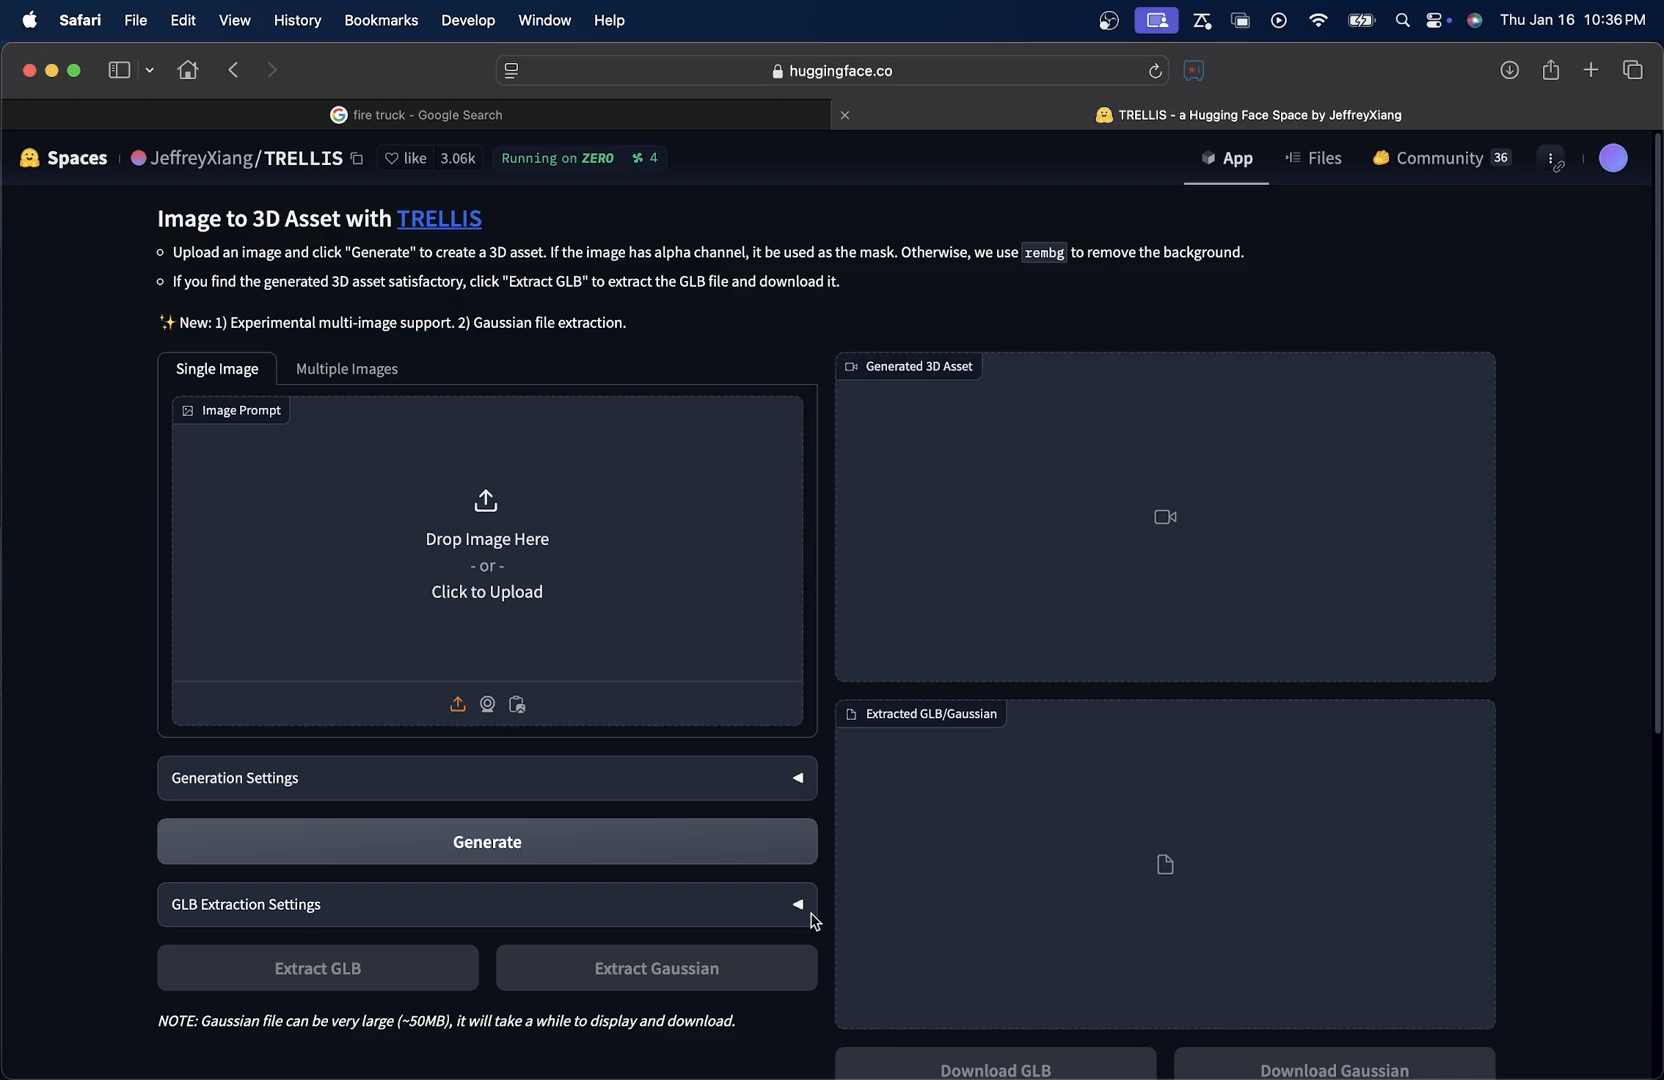 Safari File Edit View History Bookmarks Develop Window Help Thu Jan 16 10:36 PM
huggingface.co
fire truck - Google Search
TRELLIS - a Hugging Face Space by JeffreyXiang
Spaces JeffreyXiang/TRELLIS like 3.06k Running on ZERO 4 App Files Community 36
Image to 3D Asset with TRELLIS
Upload an image and click "Generate" to create a 3D asset. If the image has alpha channel, it be used as the mask. Otherwise, we use rembg to remove the background.
If you find the generated 3D asset satisfactory, click "Extract GLB" to extract the GLB file and download it.
✨ New: 1) Experimental multi-image support. 2) Gaussian file extraction.
Single Image Multiple Images
Image Prompt
Drop Image Here
- or -
Click to Upload
Generation Settings
Generate
GLB Extraction Settings
Extract GLB Extract Gaussian
NOTE: Gaussian file can be very large (~50MB), it will take a while to display and download.
Generated 3D Asset
Extracted GLB/Gaussian
Download GLB Download Gaussian